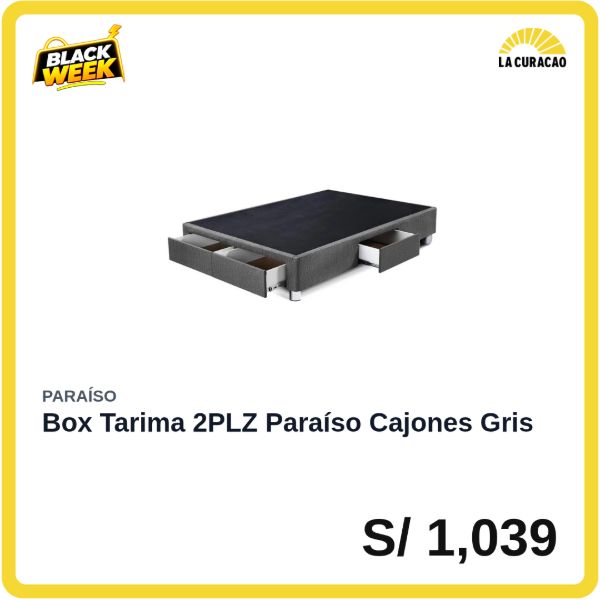 BLACK
WEEK
LA CURACAO
PARAÍSO
Box Tarima 2PLZ Paraíso Cajones Gris
S/ 1,039